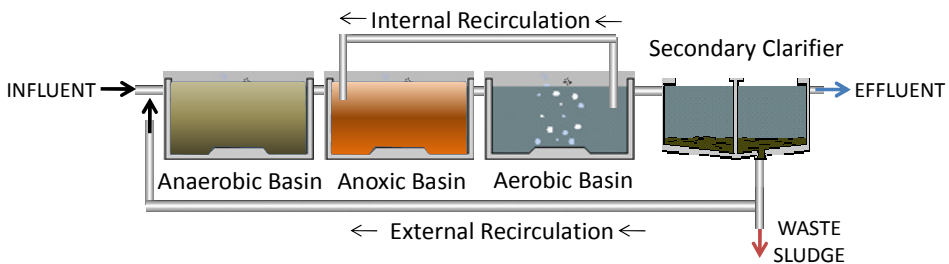 ← Internal Recirculation ←
Secondary Clarifier
INFLUENT
EFFLUENT
Anaerobic Basin
Anoxic Basin
Aerobic Basin
← External Recirculation ←
WASTE
SLUDGE